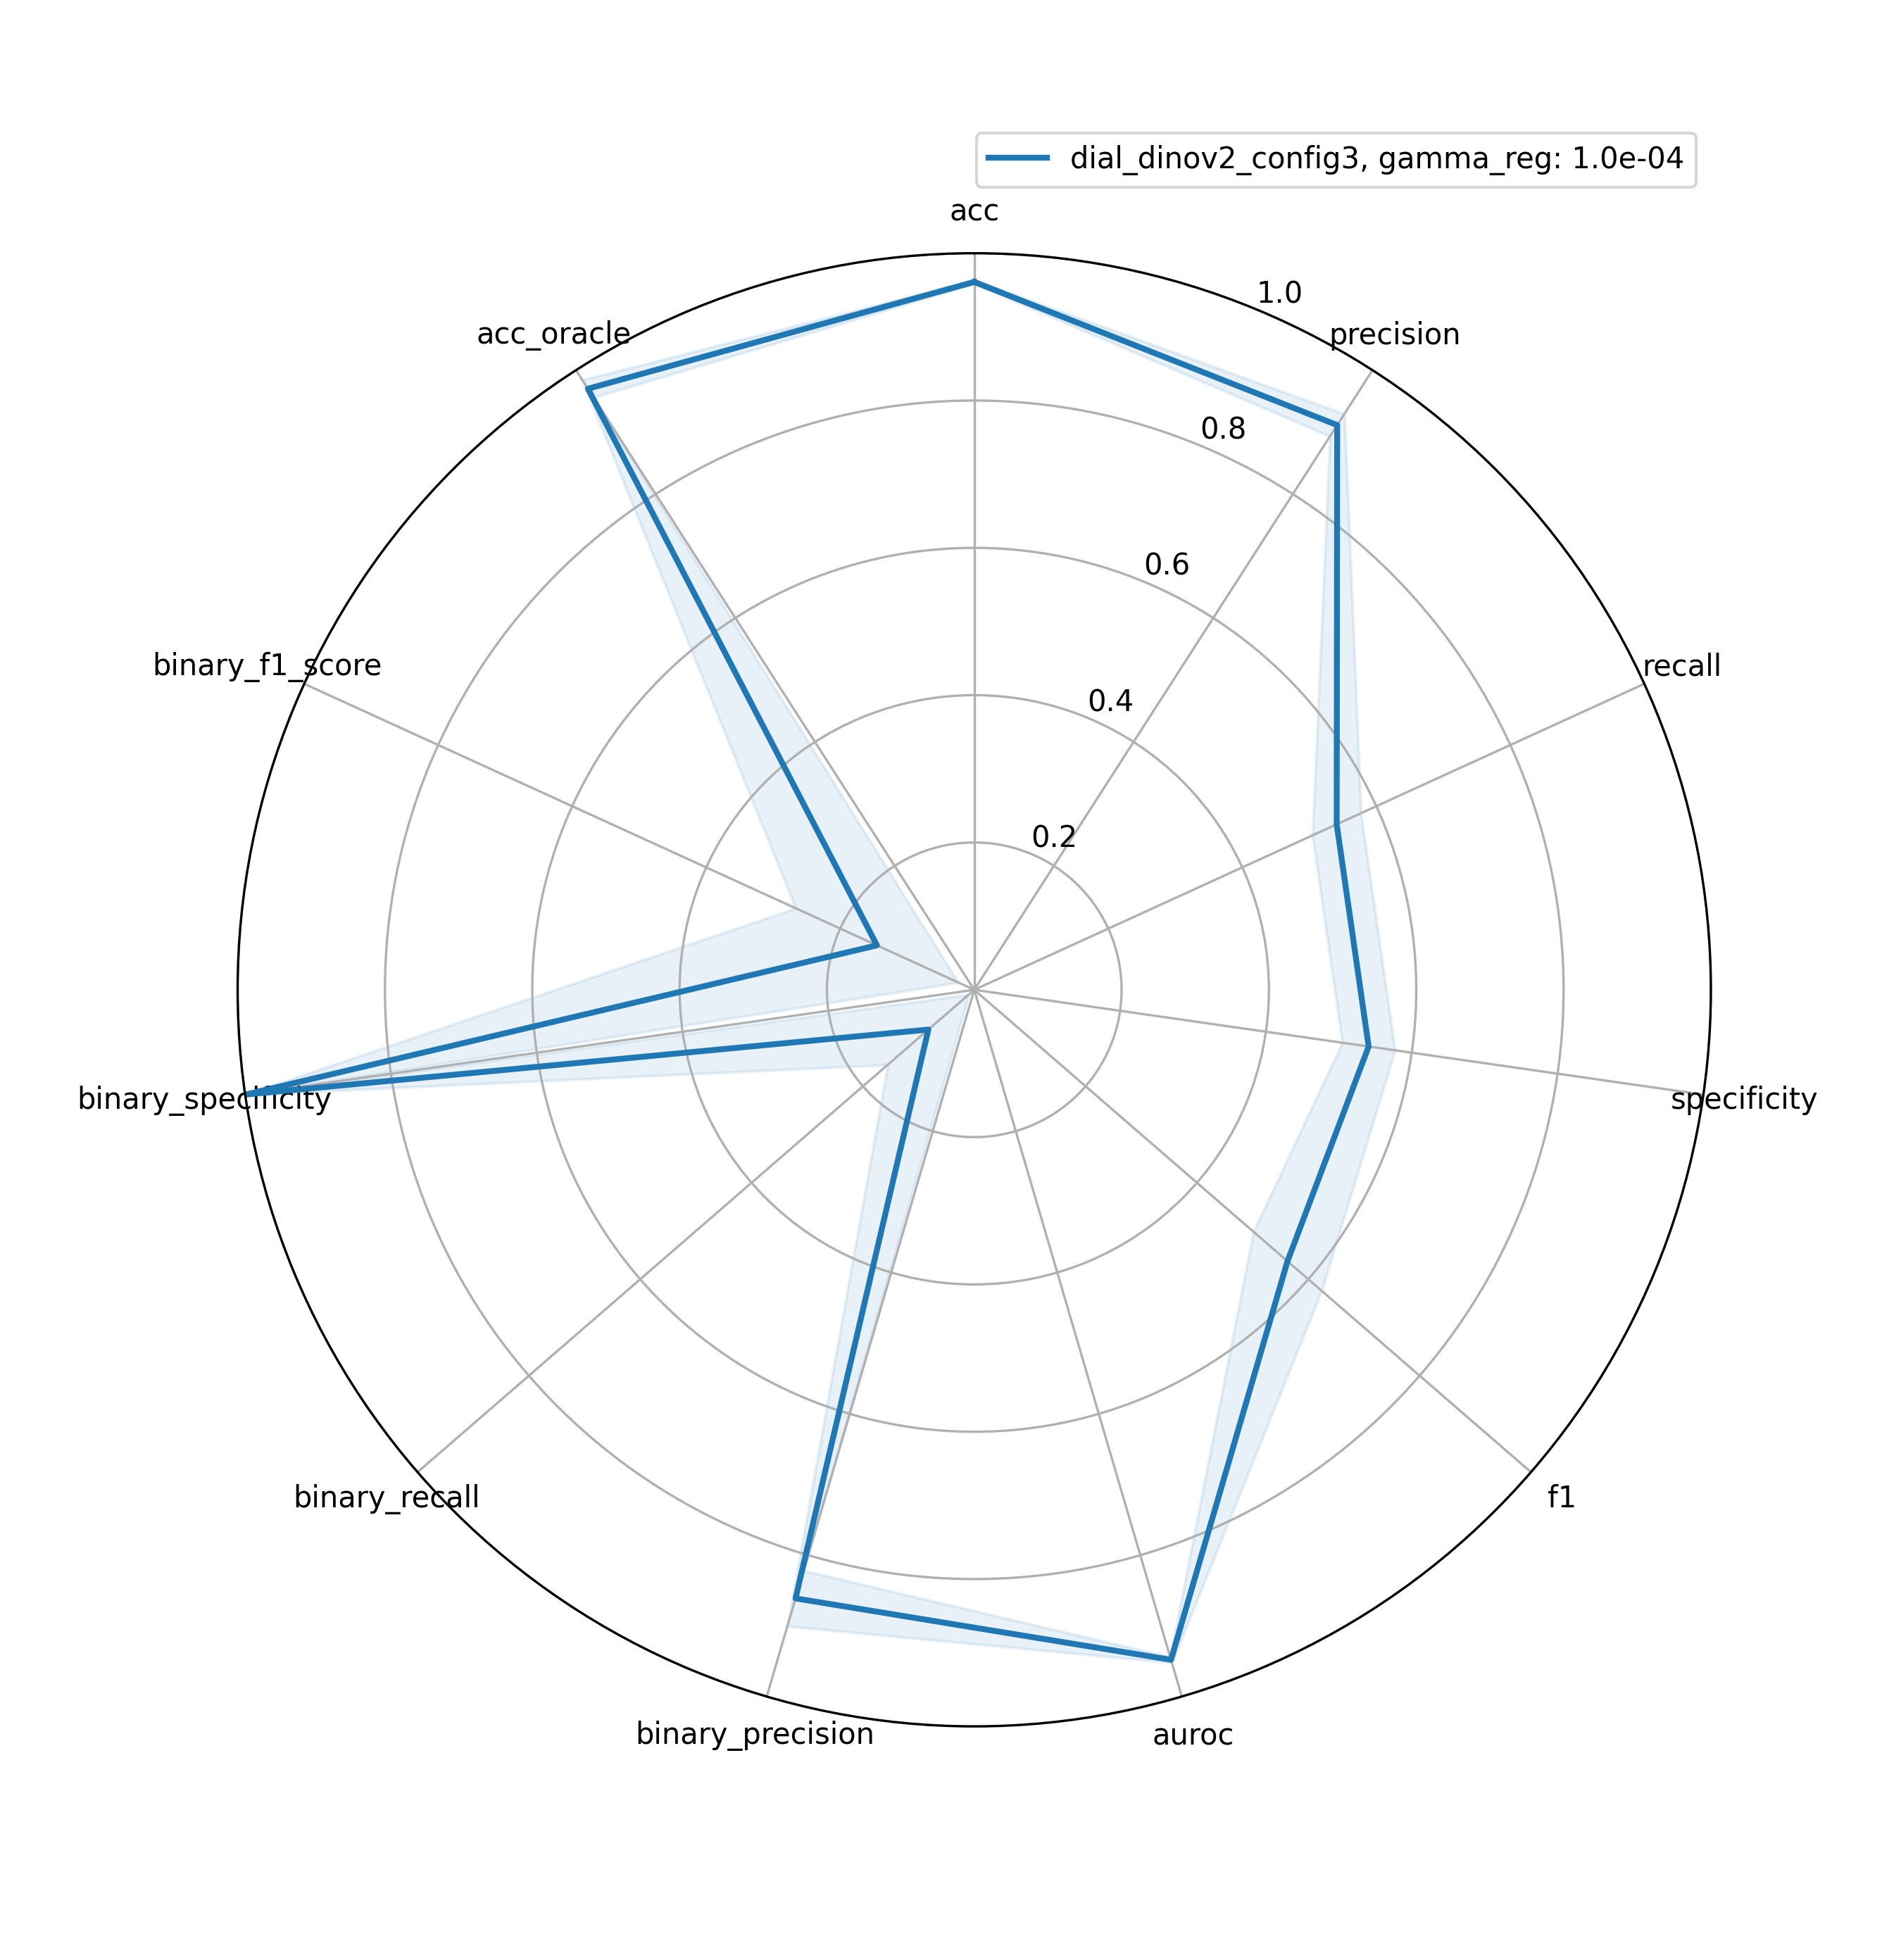 dial_dinov2_config3, gamma_reg: 1.0e-04
acc
1.0
acc_oracle
precision
0.8
0.6
binary_f1_score
recall
0.4
0.2
binary_specificity
specificity
binary_recall
f1
binary_precision
auroc